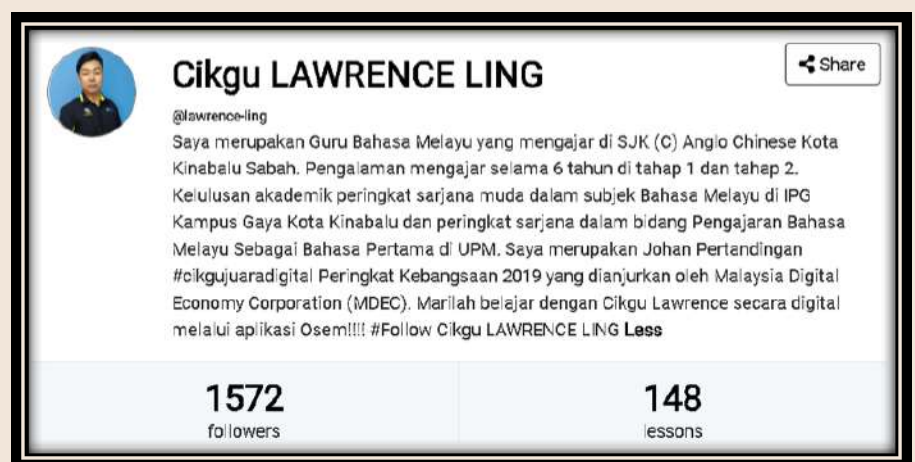 Cikgu LAWRENCE LING
Share
@lawrence-ling
Saya merupakan Guru Bahasa Melayu yang mengajar di SJK (C) Anglo Chinese Kota
Kinabalu Sabah. Pengalaman mengajar selama 6 tahun di tahap 1 dan tahap 2.
Kelulusan akademik peringkat sarjana muda dalam subjek Bahasa Melayu di IPG
Kampus Gaya Kota Kinabalu dan peringkat sarjana dalam bidang Pengajaran Bahasa
Melayu Sebagai Bahasa Pertama di UPM. Saya merupakan Johan Pertandingan
#cikgujuaradigital Peringkat Kebangsaan 2019 yang dianjurkan oleh Malaysia Digital
Economy Corporation (MDEC). Marilah belajar dengan Cikgu Lawrence secara digital
melalui aplikasi Osem!!!! #Follow Cikgu LAWRENCE LING Less
1572
followers
148
lessons